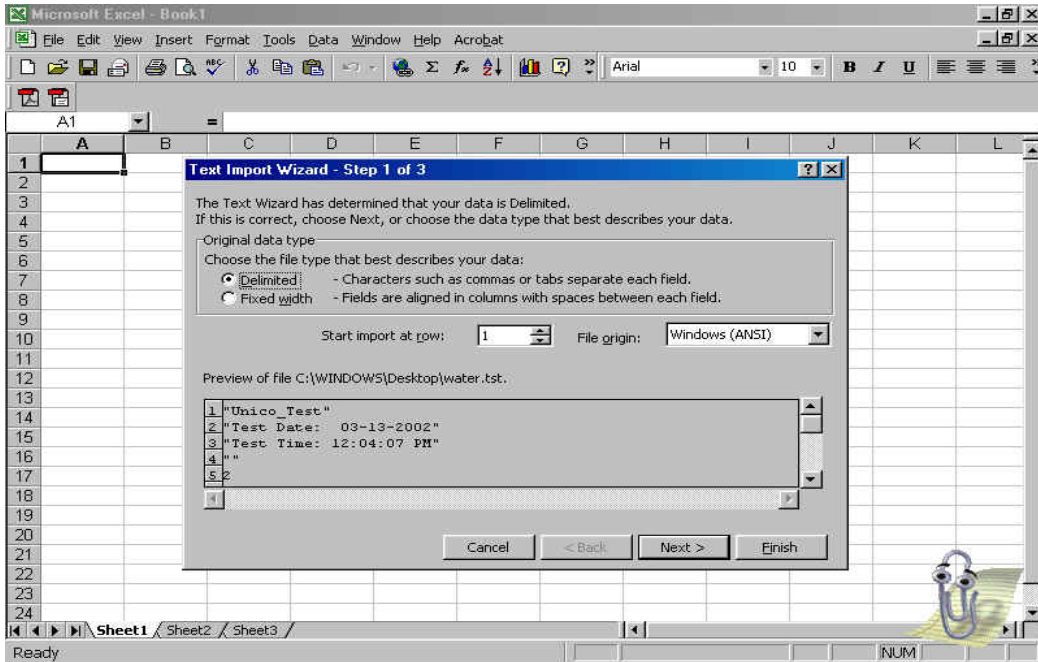 Microsoft Excel - Book1
File Edit View Insert Format Tools Data Window Help Acrobat
ABC Σ fx A Z ? » Arial 10 B I U
A1 =
A B C D E F G H I J K L
1
2
3
4
5
6
7
8
9
10
11
12
13
14
15
16
17
18
19
20
21
22
23
24
Text Import Wizard - Step 1 of 3
The Text Wizard has determined that your data is Delimited.
If this is correct, choose Next, or choose the data type that best describes your data.
Original data type
Choose the file type that best describes your data:
Delimited - Characters such as commas or tabs separate each field.
Fixed width - Fields are aligned in columns with spaces between each field.
Start import at row: 1 File origin: Windows (ANSI)
Preview of file C:\WINDOWS\Desktop\water.tst.
1 "Unico_Test"
2 "Test Date:  03-13-2002"
3 "Test Time: 12:04:07 PM"
4 ""
5 2
Cancel < Back Next > Finish
Sheet1 Sheet2 Sheet3
Ready NUM